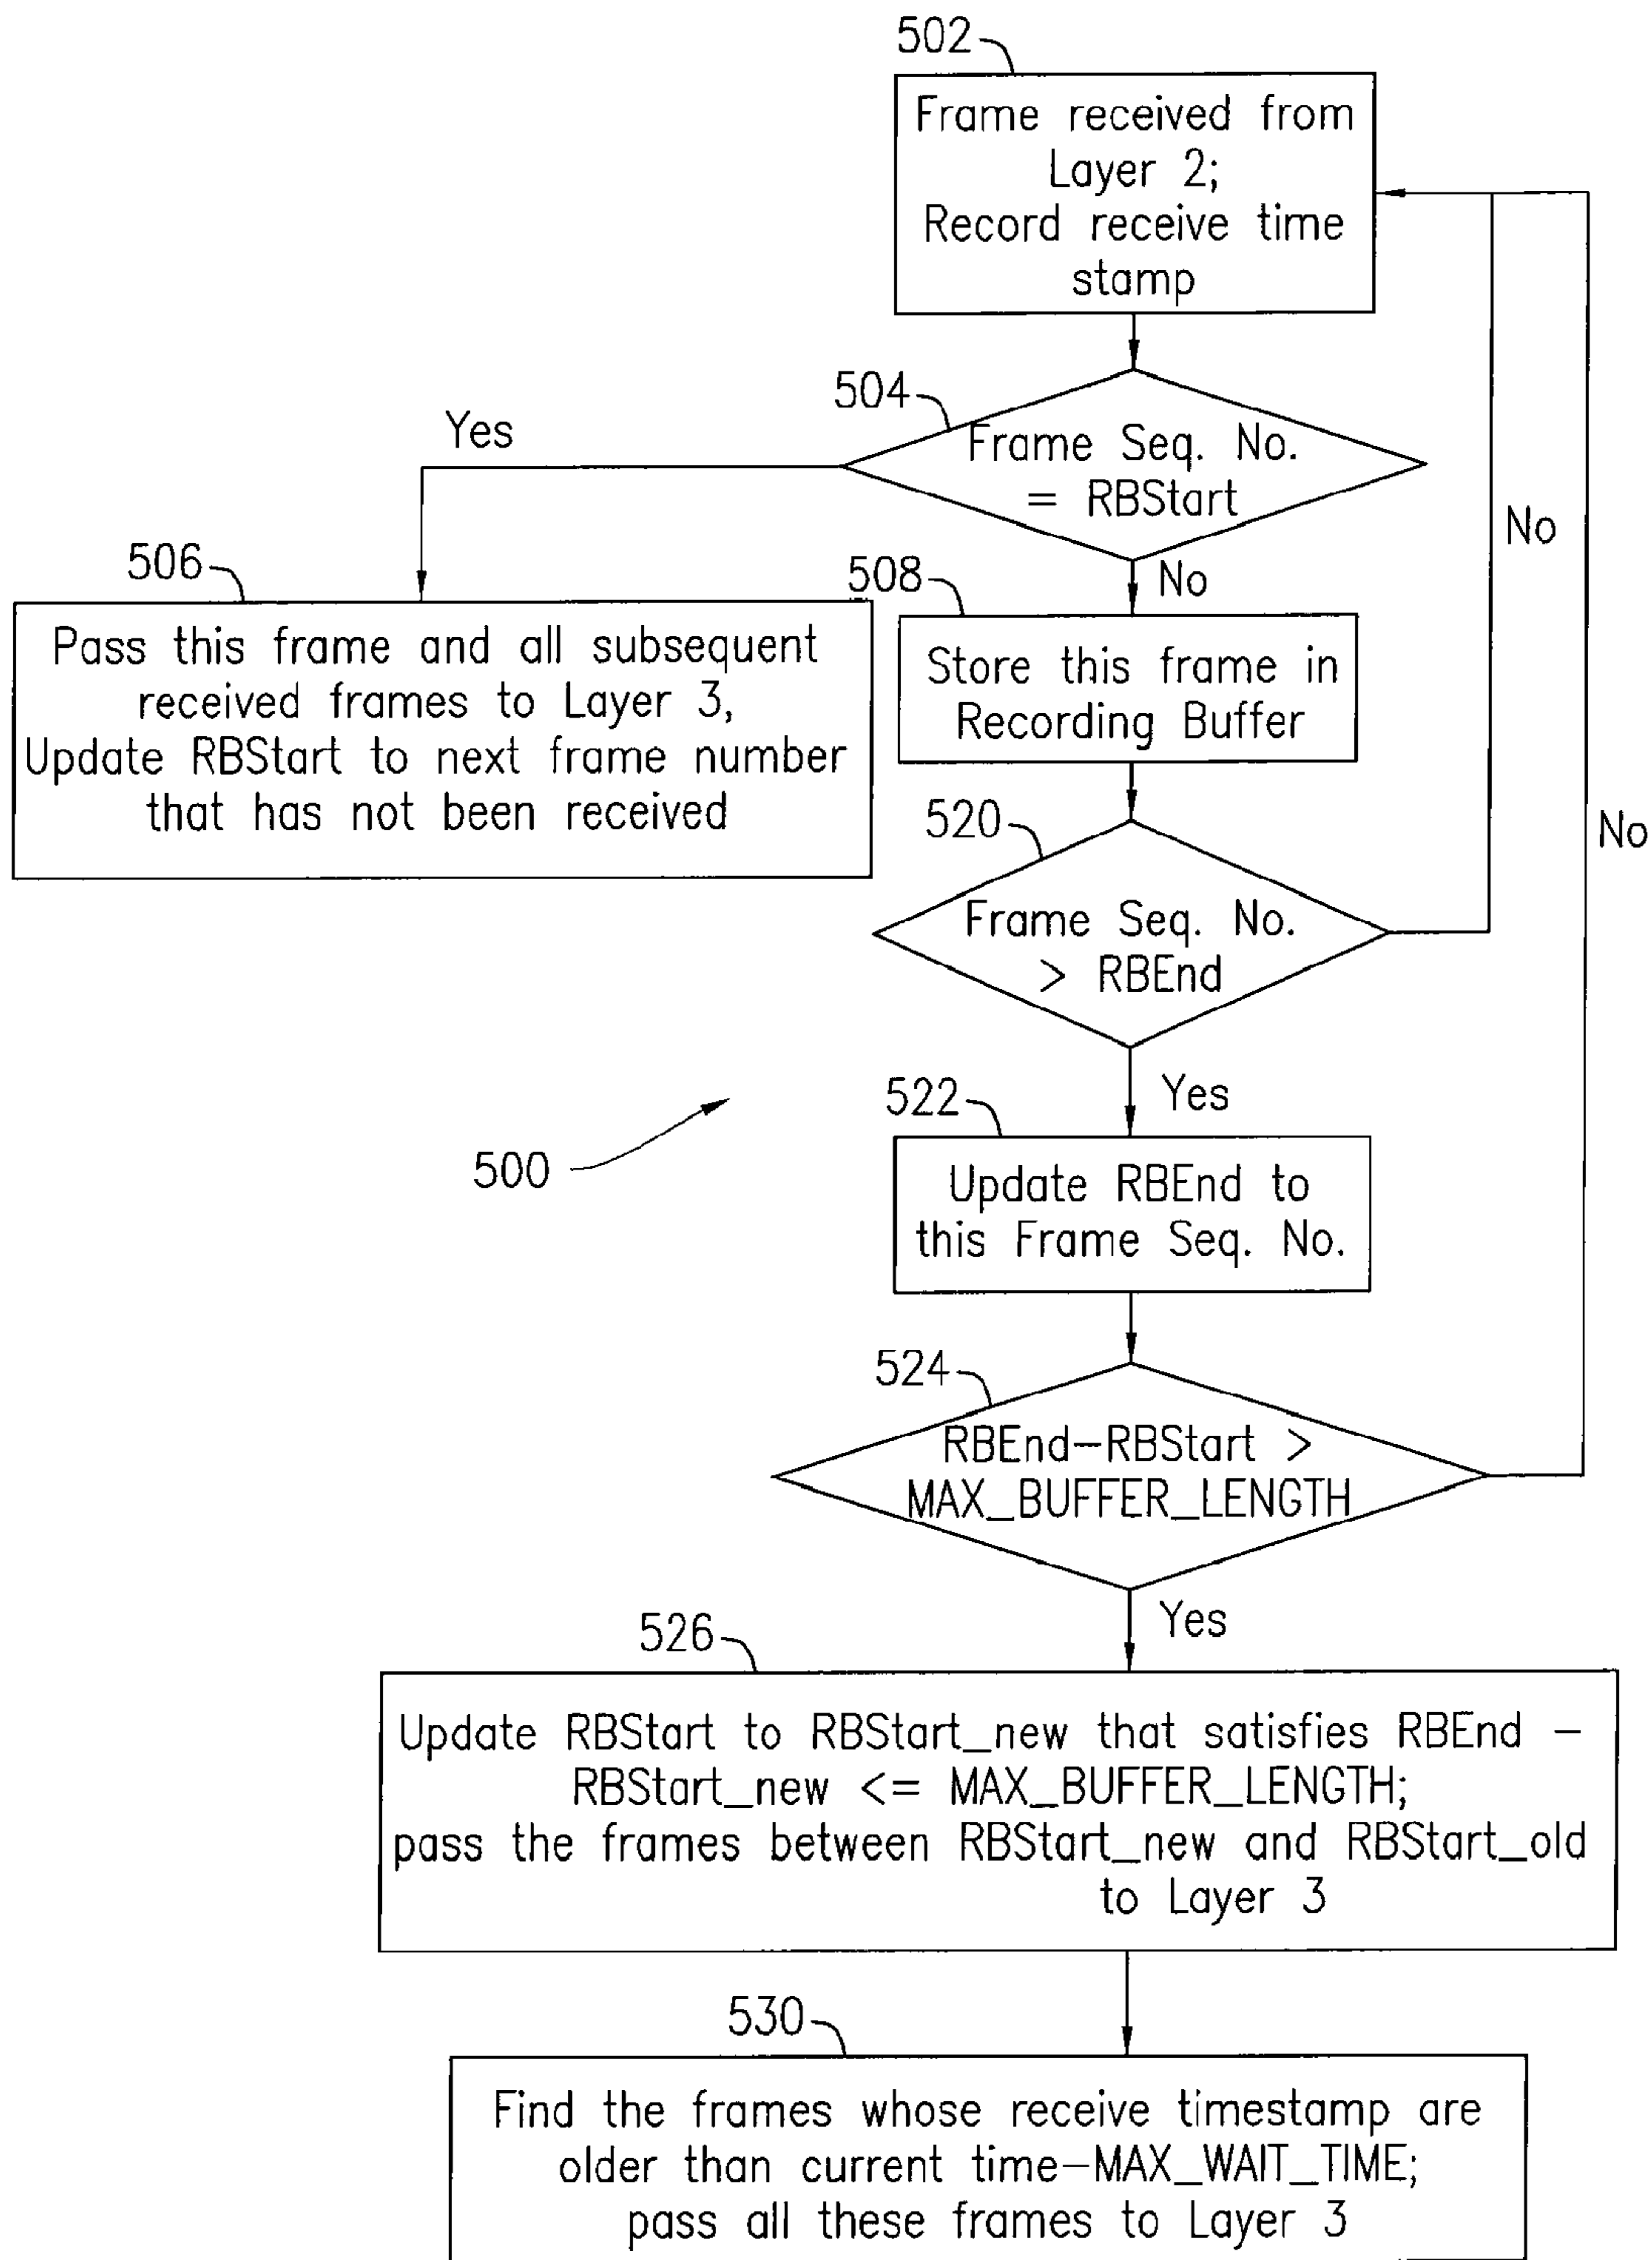 502
Frame received from
Layer 2;
Record receive time
stamp
504
Yes
Frame Seq. No.
= RBStart
No
506
508
No
Pass this frame and all subsequent
received frames to Layer 3,
Update RBStart to next frame number
that has not been received
Store this frame in
Recording Buffer
520
No
Frame Seq. No.
> RBEnd
Yes
522
500
Update RBEnd to
this Frame Seq. No.
524
RBEnd-RBStart >
MAX_BUFFER_LENGTH
Yes
526
Update RBStart to RBStart_new that satisfies RBEnd -
RBStart_new <= MAX_BUFFER_LENGTH;
pass the frames between RBStart_new and RBStart_old
to Layer 3
530
Find the frames whose receive timestamp are
older than current time-MAX_WAIT_TIME;
pass all these frames to Layer 3